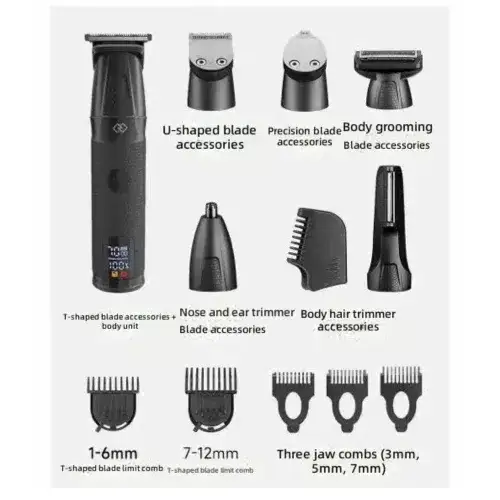 U-shaped blade
accessories
Precision blade
accessories
Body grooming
Blade accessories
100%
T-shaped blade accessories +
body unit
Nose and ear trimmer
Blade accessories
Body hair trimmer
accessories
1-6mm
T-shaped blade limit comb
7-12mm
T-shaped blade limit comb
Three jaw combs (3mm,
5mm, 7mm)